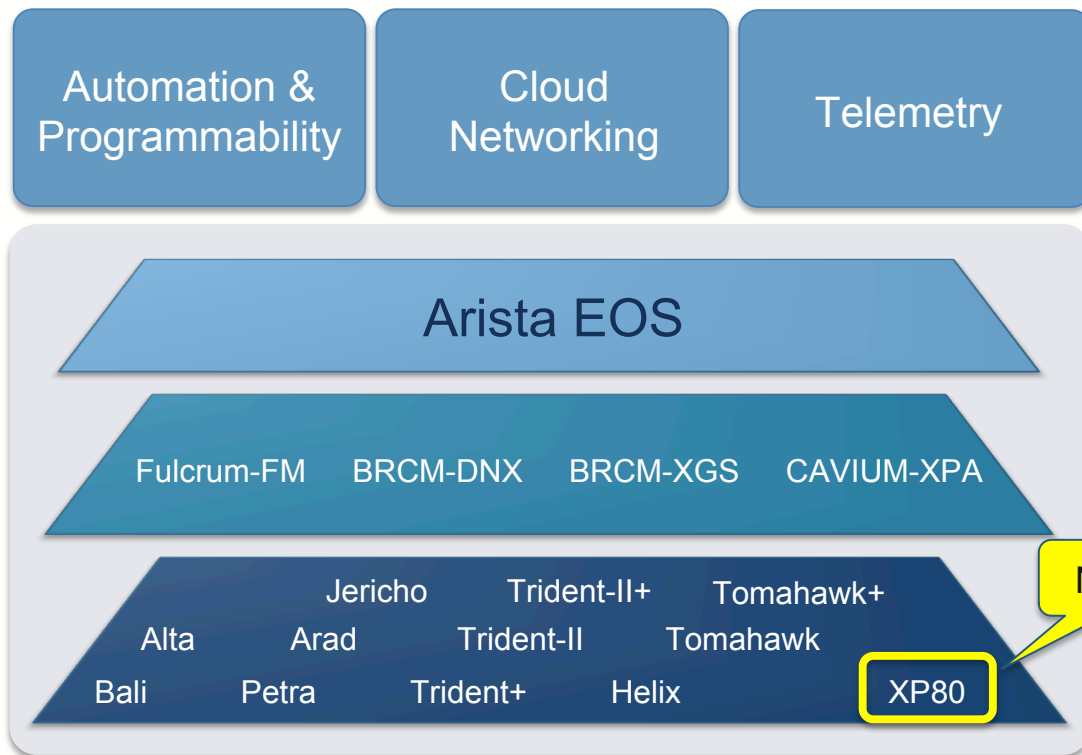 Automation &
Programmability
Cloud
Networking
Telemetry
Arista EOS
Fulcrum-FM BRCM-DNX BRCM-XGS CAVIUM-XPA
Jericho Trident-II+ Tomahawk+
Alta Arad Trident-II Tomahawk
Bali Petra Trident+ Helix XP80